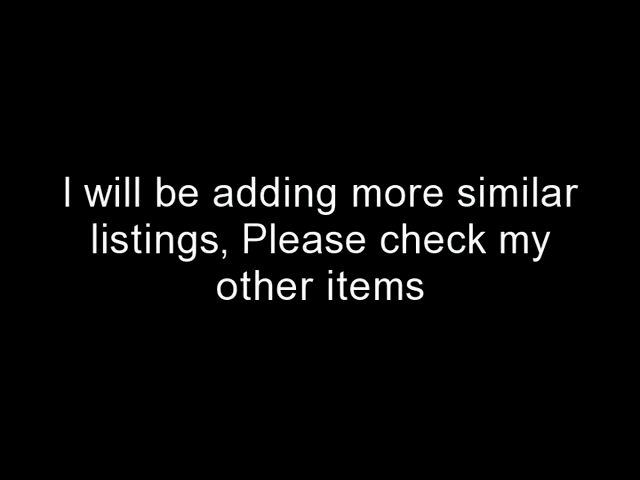 I will be adding more similar
listings, Please check my
other items